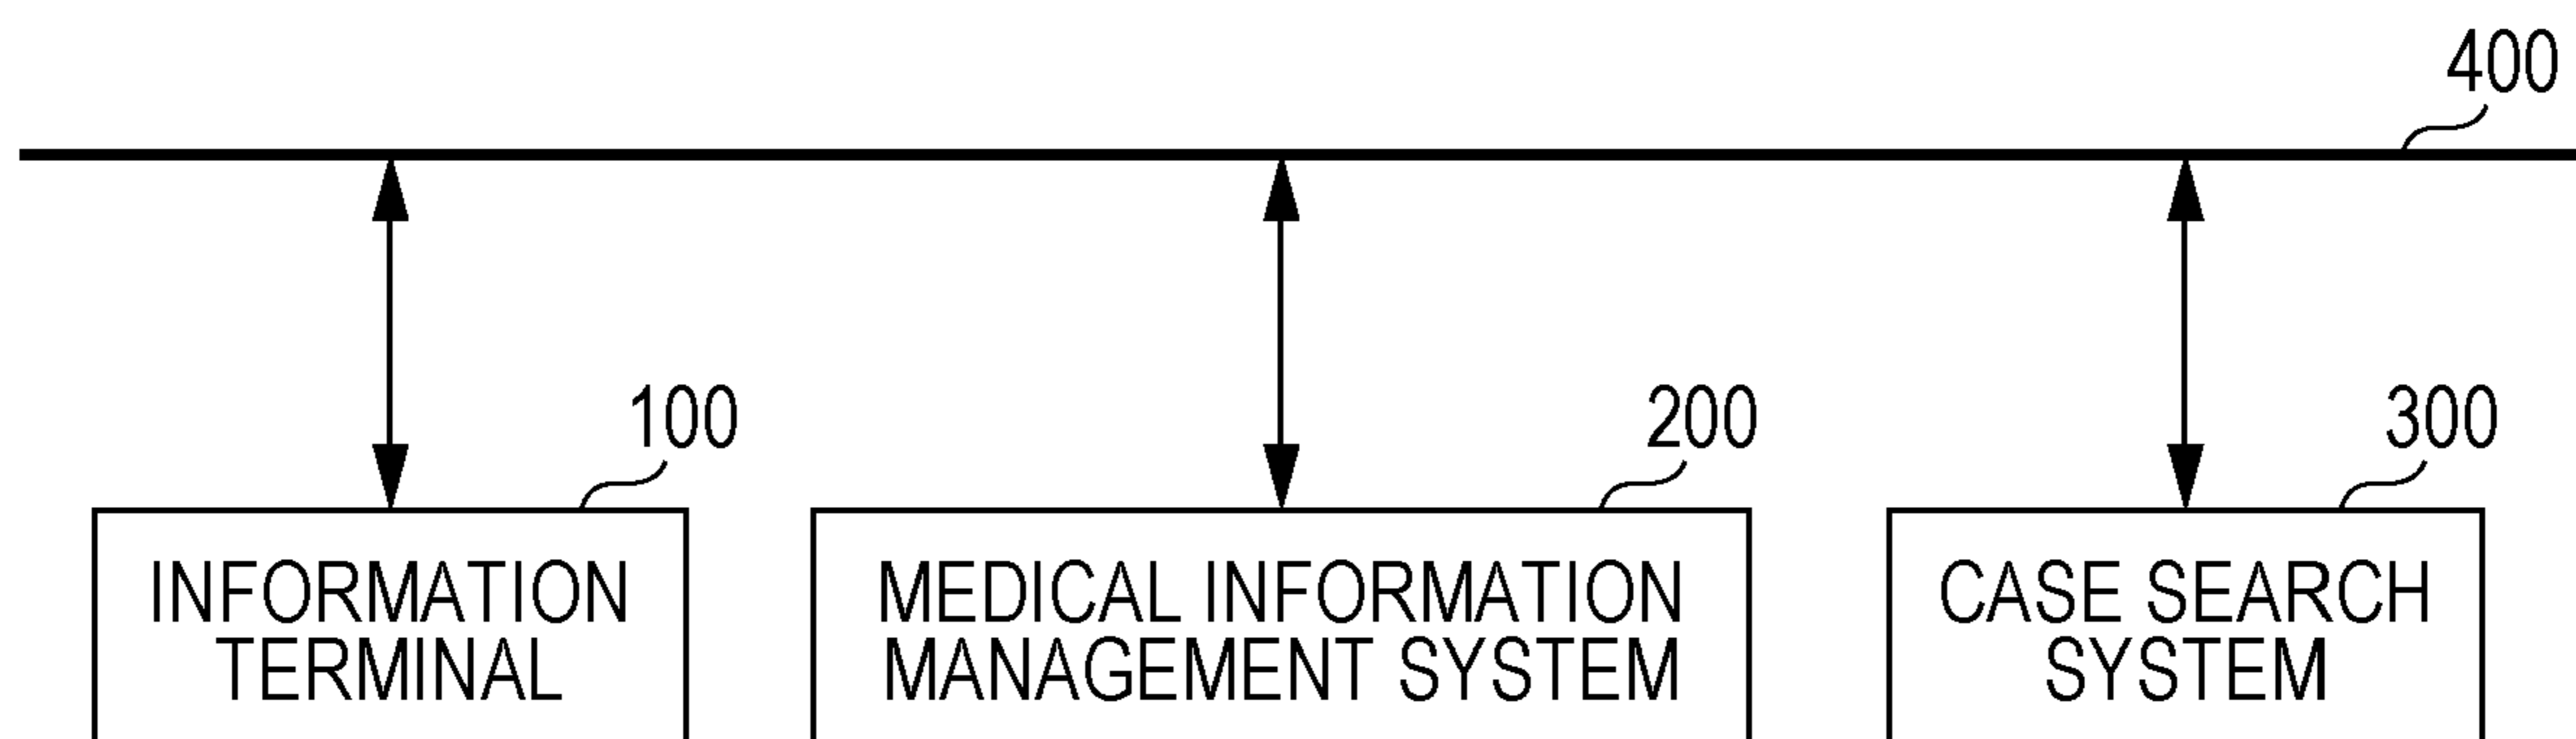 400
100
200
300
INFORMATION
TERMINAL
MEDICAL INFORMATION
MANAGEMENT SYSTEM
CASE SEARCH
SYSTEM